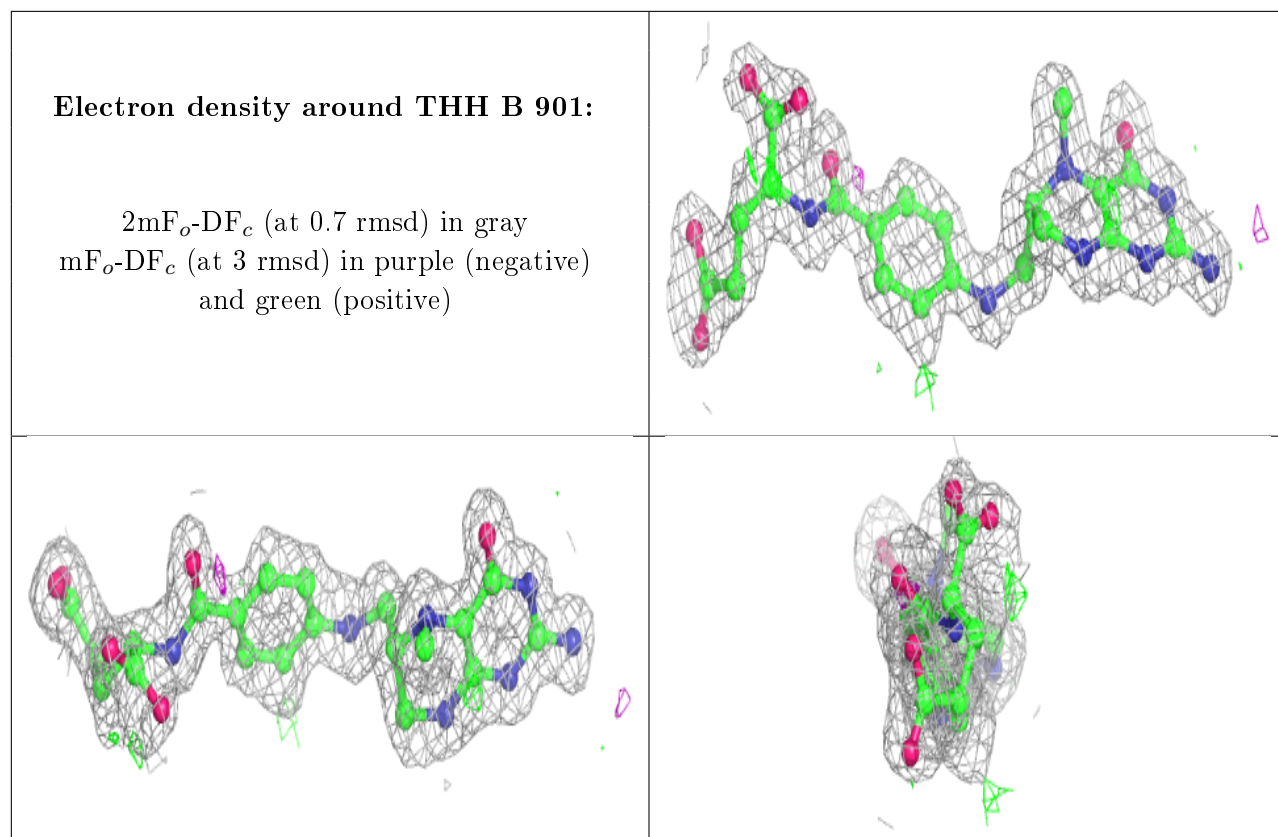 Electron density around THH B 901:
2mFo-DFc (at 0.7 rmsd) in gray
mFo-DFc (at 3 rmsd) in purple (negative)
and green (positive)